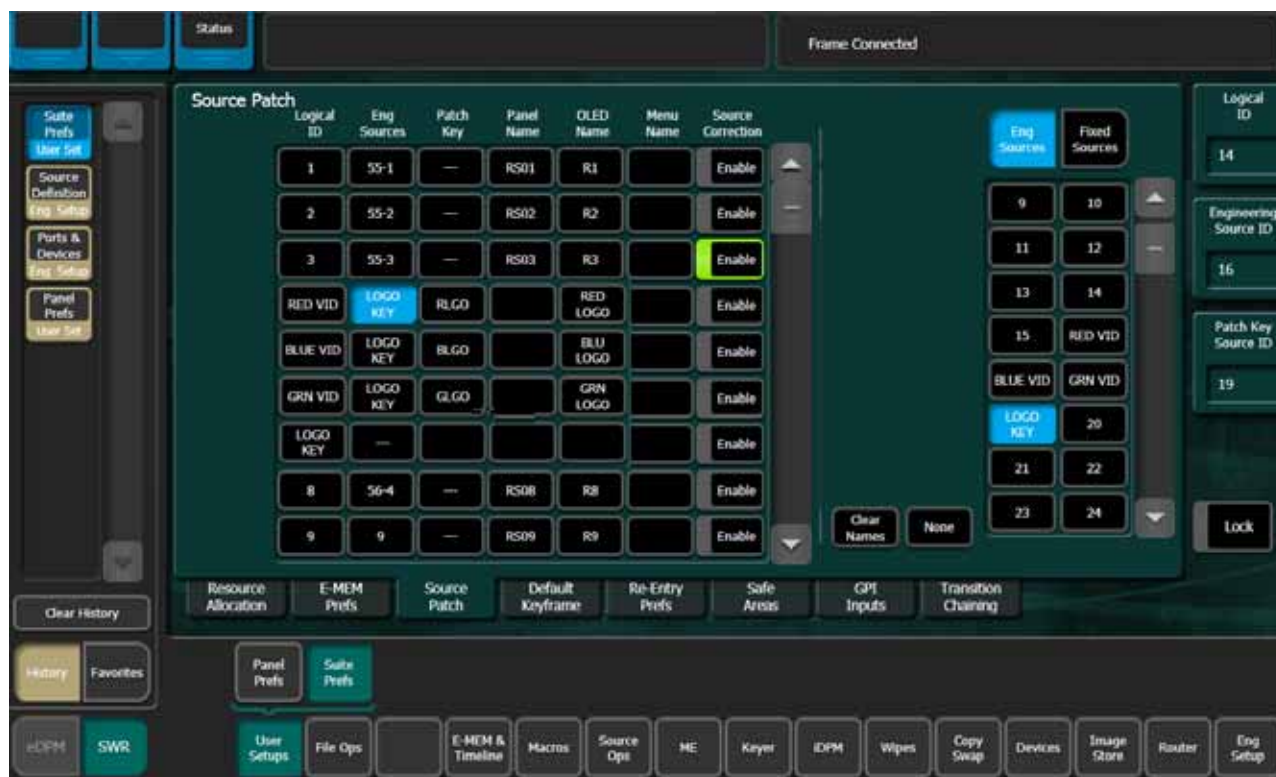 Status
Frame Connected
Suite Prefs
User Set
Source Definition
Eng Setup
Ports & Devices
Eng Setup
Panel Prefs
User Set
Clear History
History Favorites
eDPM SWR
Source Patch
Logical ID Eng Sources Patch Key Panel Name OLED Name Menu Name Source Correction
1 55-1 --- RS01 R1 Enable
2 55-2 --- RS02 R2 Enable
3 55-3 --- RS03 R3 Enable
RED VID LOGO KEY RLGO RED LOGO Enable
BLUE VID LOGO KEY BLGO BLU LOGO Enable
GRN VID LOGO KEY GLGO GRN LOGO Enable
LOGO KEY --- Enable
8 56-4 --- RS08 R8 Enable
9 9 --- RS09 R9 Enable
Eng Sources Fixed Sources
9 10
11 12
13 14
15 RED VID
BLUE VID GRN VID
LOGO KEY 20
21 22
23 24
Clear Names None
Logical ID
14
Engineering Source ID
16
Patch Key Source ID
19
Lock
Resource Allocation E-MEM Prefs Source Patch Default Keyframe Re-Entry Prefs Safe Areas GPI Inputs Transition Chaining
Panel Prefs Suite Prefs
User Setups File Ops E-MEM & Timeline Macros Source Ops ME Keyer iDPM Wipes Copy Swap Devices Image Store Router Eng Setup